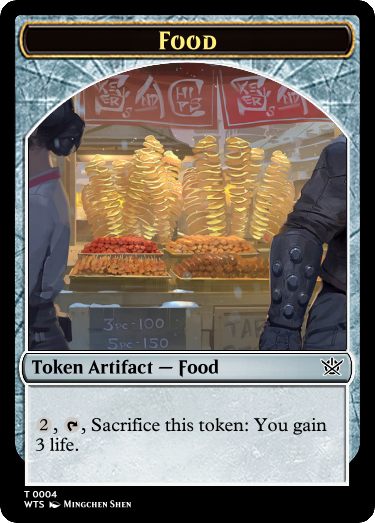 Food
3pc·100
5pc·150
Token Artifact — Food
2, , Sacrifice this token: You gain
3 life.
T 0004
WTS Mingchen Shen